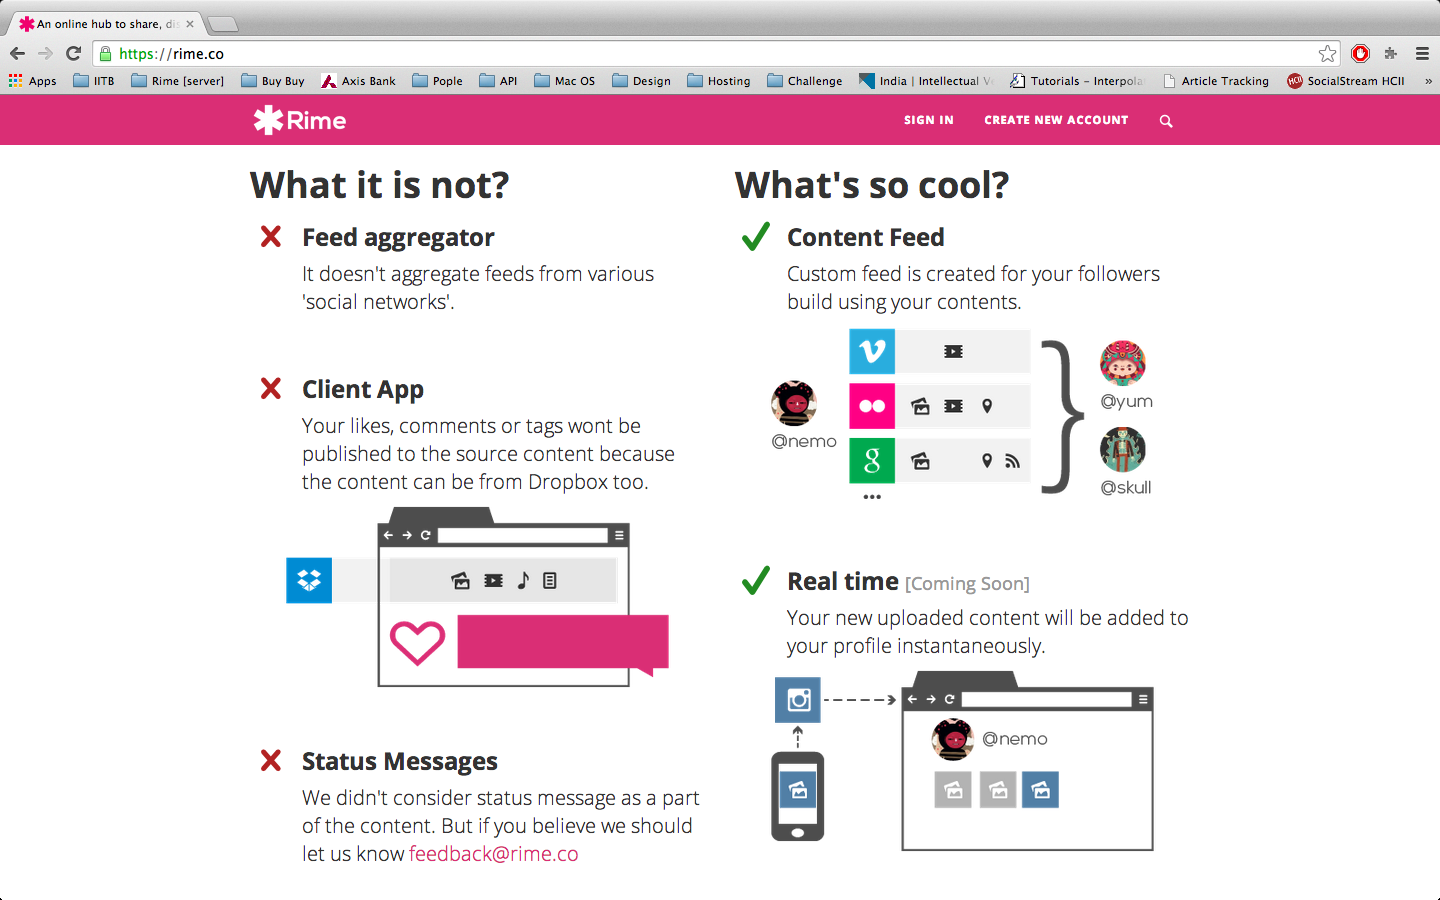 An online hub to share, dis
https://rime.co
Apps IITB Rime [server] Buy Buy Axis Bank Pople API Mac OS Design Hosting Challenge India | Intellectual Ve Tutorials – Interpola Article Tracking SocialStream HCII »
Rime
SIGN IN CREATE NEW ACCOUNT
What it is not?
Feed aggregator
It doesn't aggregate feeds from various
'social networks'.
Client App
Your likes, comments or tags wont be
published to the source content because
the content can be from Dropbox too.
Status Messages
We didn't consider status message as a part
of the content. But if you believe we should
let us know feedback@rime.co
What's so cool?
Content Feed
Custom feed is created for your followers
build using your contents.
@nemo
@yum
@skull
Real time [Coming Soon]
Your new uploaded content will be added to
your profile instantaneously.
@nemo